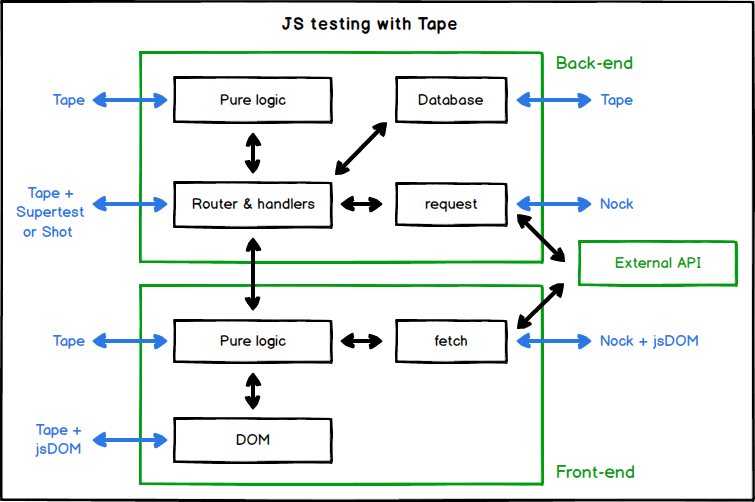 JS testing with Tape
Back-end
Tape
Pure logic
Database
Tape
Tape +
Supertest
or Shot
Router & handlers
request
Nock
External API
Tape
Pure logic
fetch
Nock + jsDOM
Tape +
jsDOM
DOM
Front-end